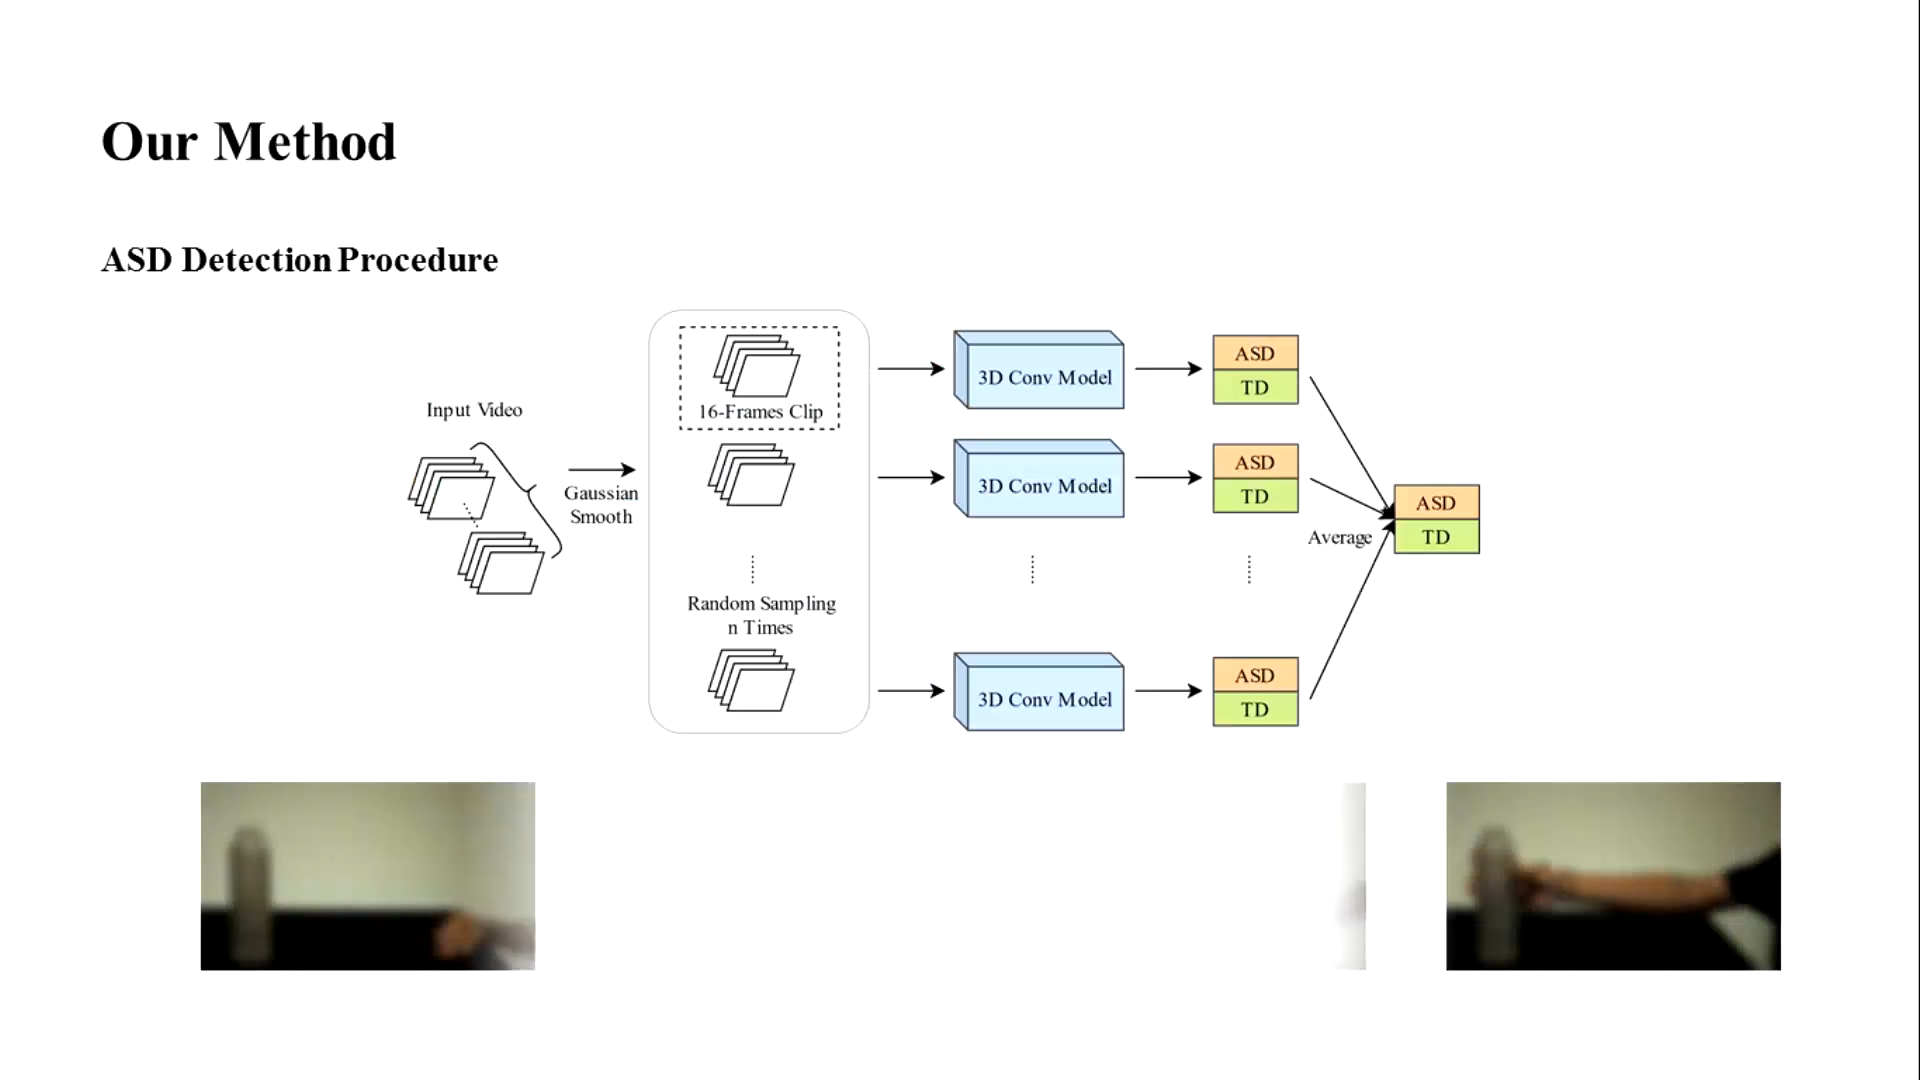 Our Method
ASD Detection Procedure
Input Video
Gaussian
Smooth
16-Frames Clip
Random Sampling
n Times
3D Conv Model
3D Conv Model
3D Conv Model
ASD
TD
ASD
TD
ASD
TD
Average
ASD
TD